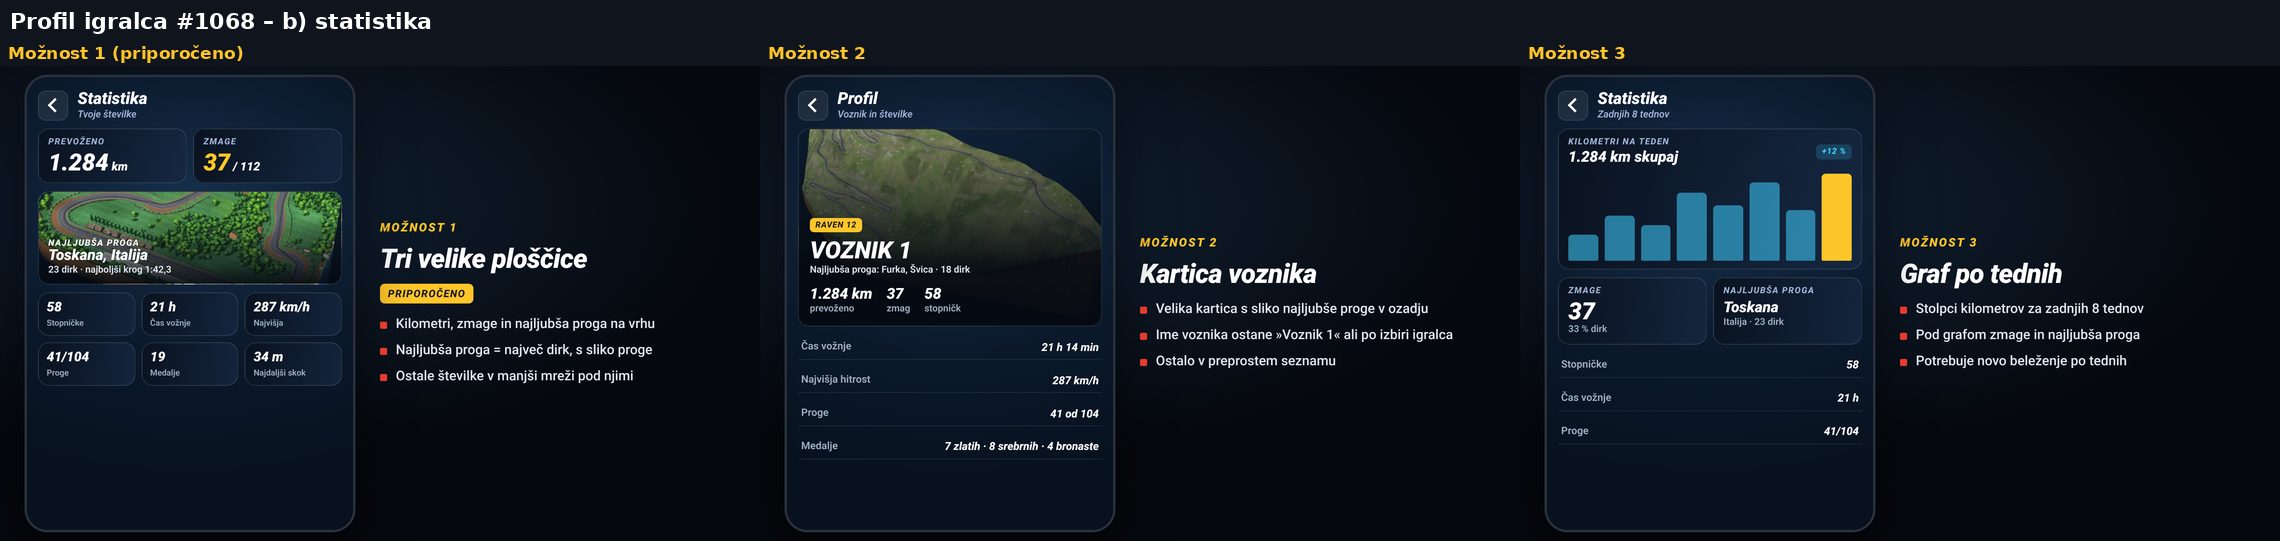 Profil igralca #1068 – b) statistika
Možnost 1 (priporočeno)
Statistika
Tvoje številke
PREVOŽENO
1.284 km
ZMAGE
37 / 112
NAJLJUBŠA PROGA
Toskana, Italija
23 dirk · najboljši krog 1:42,3
58
Stopničke
21 h
Čas vožnje
287 km/h
Najvišja
41/104
Proge
19
Medalje
34 m
Najdaljši skok
MOŽNOST 1
Tri velike ploščice
PRIPOROČENO
Kilometri, zmage in najljubša proga na vrhu
Najljubša proga = največ dirk, s sliko proge
Ostale številke v manjši mreži pod njimi
Možnost 2
Profil
Voznik in številke
RAVEN 12
VOZNIK 1
Najljubša proga: Furka, Švica · 18 dirk
1.284 km
prevoženo
37
zmag
58
stopničk
Čas vožnje 21 h 14 min
Najvišja hitrost 287 km/h
Proge 41 od 104
Medalje 7 zlatih · 8 srebrnih · 4 bronaste
MOŽNOST 2
Kartica voznika
Velika kartica s sliko najljubše proge v ozadju
Ime voznika ostane »Voznik 1« ali po izbiri igralca
Ostalo v preprostem seznamu
Možnost 3
Statistika
Zadnjih 8 tednov
KILOMETRI NA TEDEN
1.284 km skupaj
+12 %
ZMAGE
37
33 % dirk
NAJLJUBŠA PROGA
Toskana
Italija · 23 dirk
Stopničke 58
Čas vožnje 21 h
Proge 41/104
MOŽNOST 3
Graf po tednih
Stolpci kilometrov za zadnjih 8 tednov
Pod grafom zmage in najljubša proga
Potrebuje novo beleženje po tednih